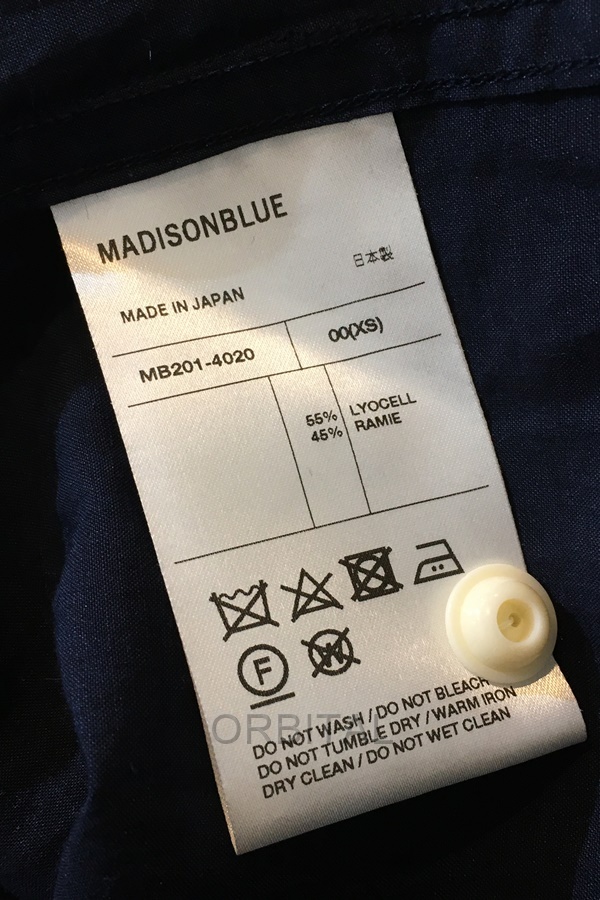 MADISONBLUE
日本製
MADE IN JAPAN
MB201-4020 00(XS)
55% LYOCELL
45% RAMIE
F
W
DO NOT WASH / DO NOT BLEACH
DO NOT TUMBLE DRY / WARM IRON
DRY CLEAN / DO NOT WET CLEAN
ORBITAL